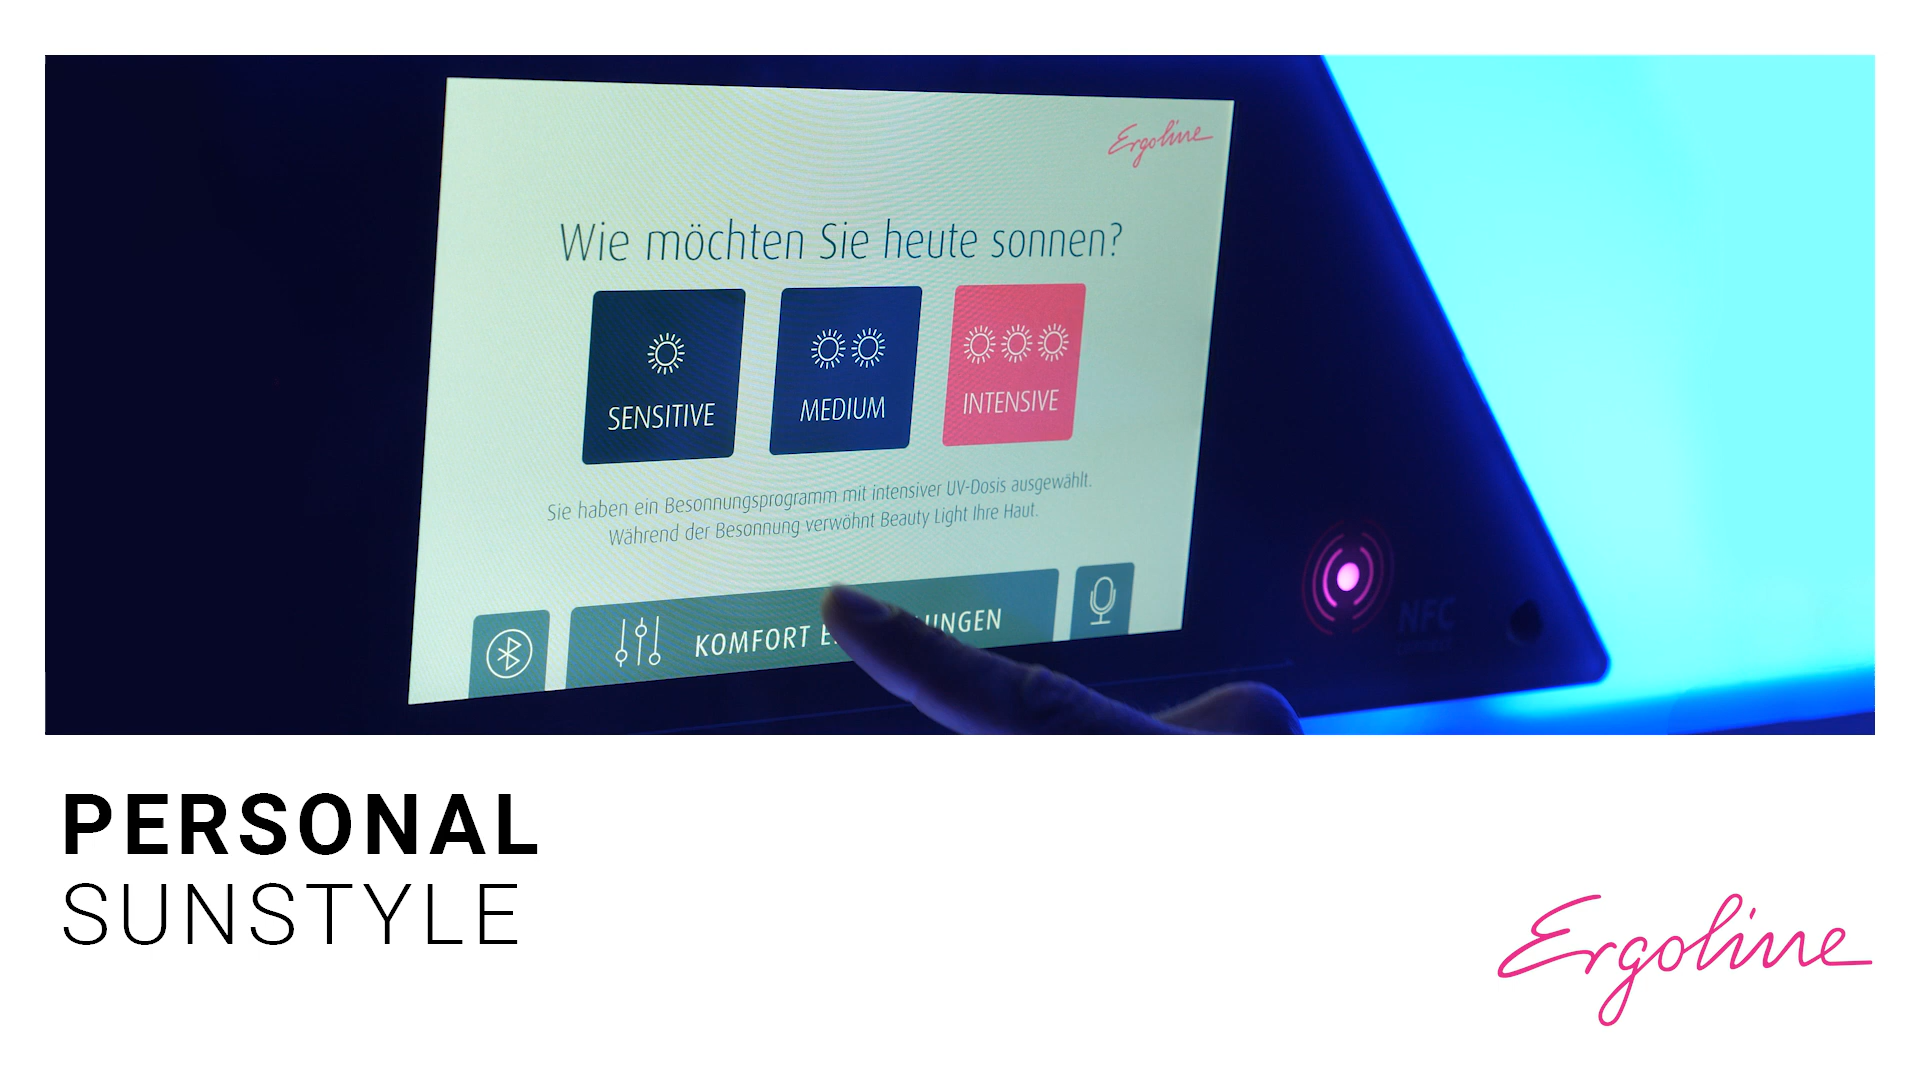 Ergoline
Wie möchten Sie heute sonnen?
SENSITIVE
MEDIUM
INTENSIVE
Sie haben ein Besonnungsprogramm mit intensiver UV-Dosis ausgewählt.
Während der Besonnung verwöhnt Beauty Light Ihre Haut.
KOMFORT
NFC
PERSONAL
SUNSTYLE
Ergoline